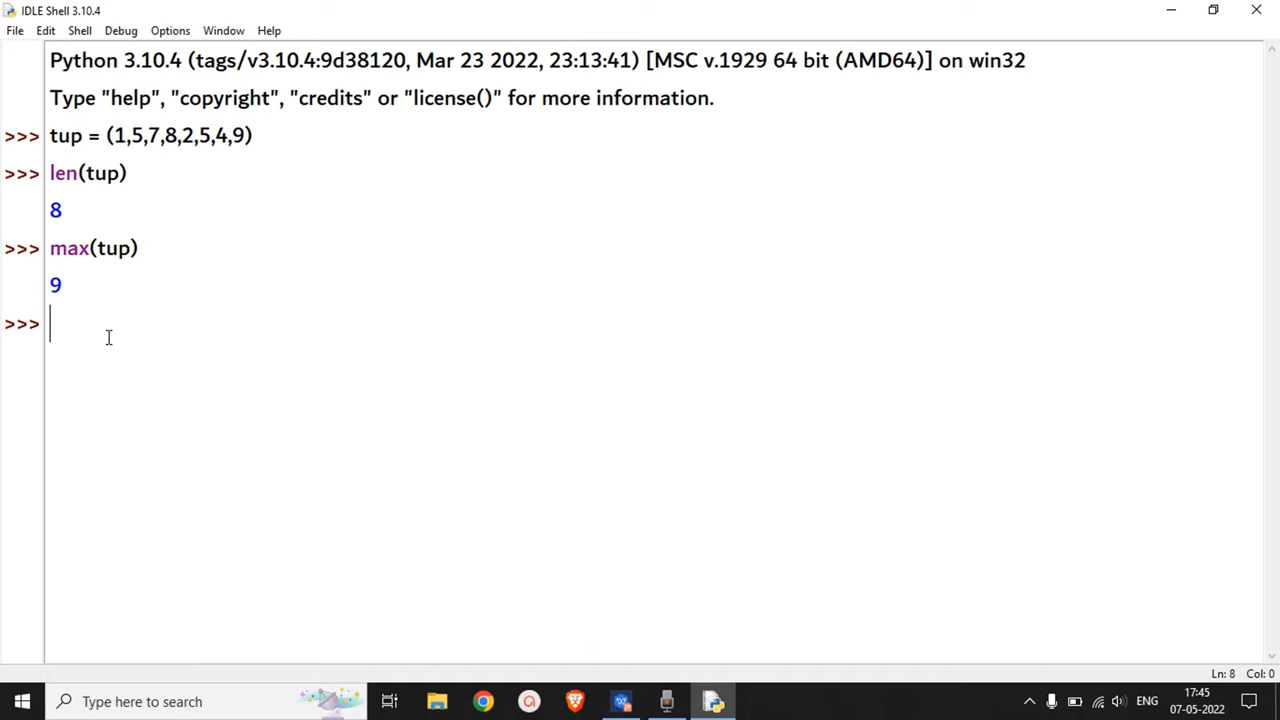 IDLE Shell 3.10.4
File Edit Shell Debug Options Window Help
Python 3.10.4 (tags/v3.10.4:9d38120, Mar 23 2022, 23:13:41) [MSC v.1929 64 bit (AMD64)] on win32
Type "help", "copyright", "credits" or "license()" for more information.
>>> tup = (1,5,7,8,2,5,4,9)
>>> len(tup)
8
>>> max(tup)
9
>>>
Ln: 8 Col: 0
Type here to search
ENG
17:45
07-05-2022